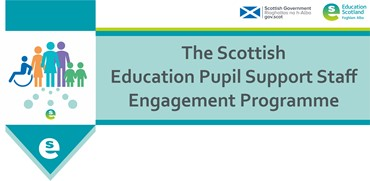 Scottish Government
Riaghaltas na h-Alba
gov.scot
Education
Scotland
Foghlam Alba
The Scottish
Education Pupil Support Staff
Engagement Programme